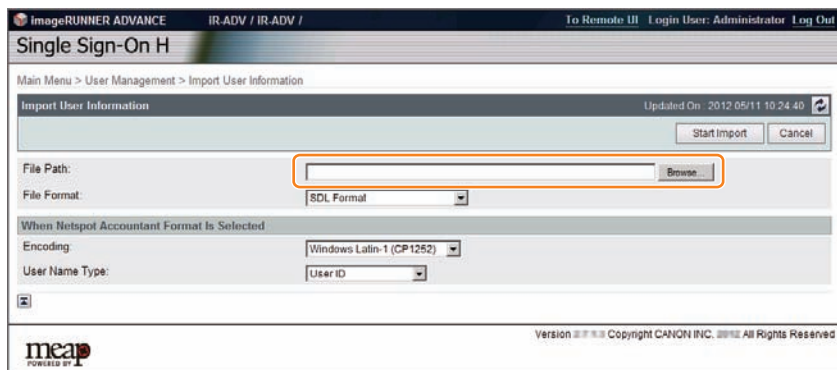 imageRUNNER ADVANCE IR-ADV / IR-ADV / To Remote UI Login User: Administrator Log Out
Single Sign-On H
Main Menu > User Management > Import User Information
Import User Information Updated On : 2012 05/11 10:24:40
Start Import Cancel
File Path: Browse...
File Format: SDL Format
When Netspot Accountant Format Is Selected
Encoding: Windows Latin-1 (CP1252)
User Name Type: User ID
Version Copyright CANON INC. All Rights Reserved
meap
POWERED BY